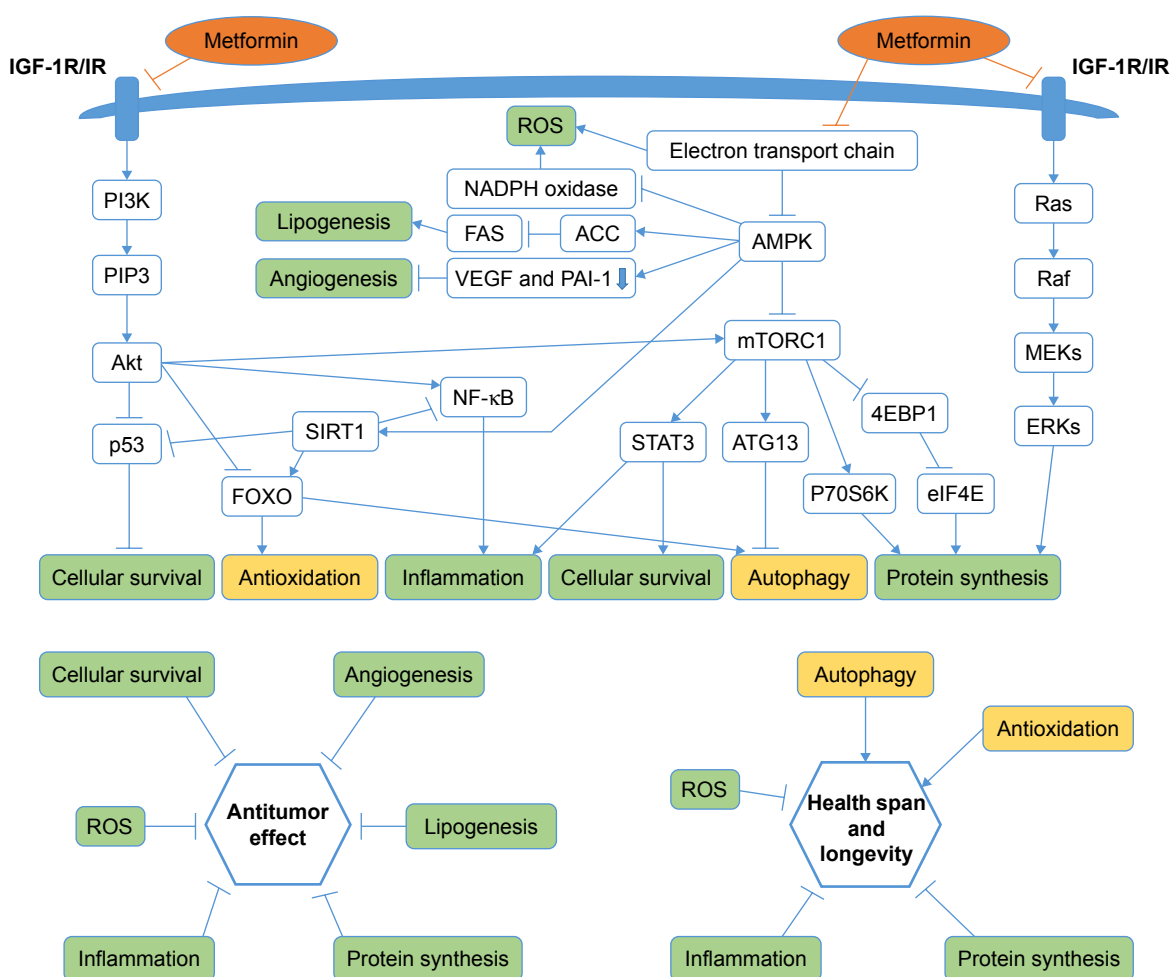 Metformin
Metformin
IGF-1R/IR
IGF-1R/IR
ROS
Electron transport chain
PI3K
NADPH oxidase
Ras
Lipogenesis
FAS
ACC
AMPK
PIP3
Angiogenesis
VEGF and PAI-1
Raf
Akt
mTORC1
MEKs
NF-κB
4EBP1
p53
SIRT1
STAT3
ATG13
ERKs
FOXO
P70S6K
eIF4E
Cellular survival
Antioxidation
Inflammation
Cellular survival
Autophagy
Protein synthesis
Cellular survival
Angiogenesis
ROS
Antitumor
effect
Lipogenesis
Inflammation
Protein synthesis
Autophagy
Antioxidation
ROS
Health span
and
longevity
Inflammation
Protein synthesis